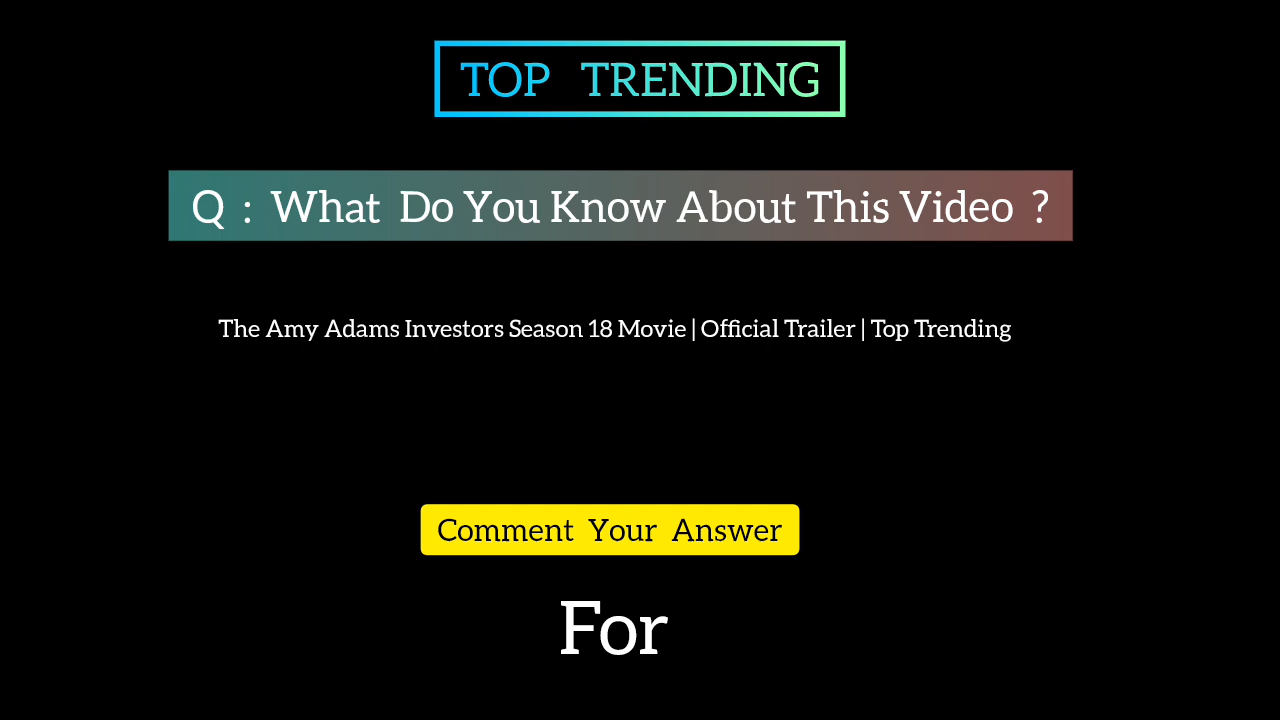 TOP TRENDING
Q : What Do You Know About This Video ?
The Amy Adams Investors Season 18 Movie | Official Trailer | Top Trending
Comment Your Answer
For